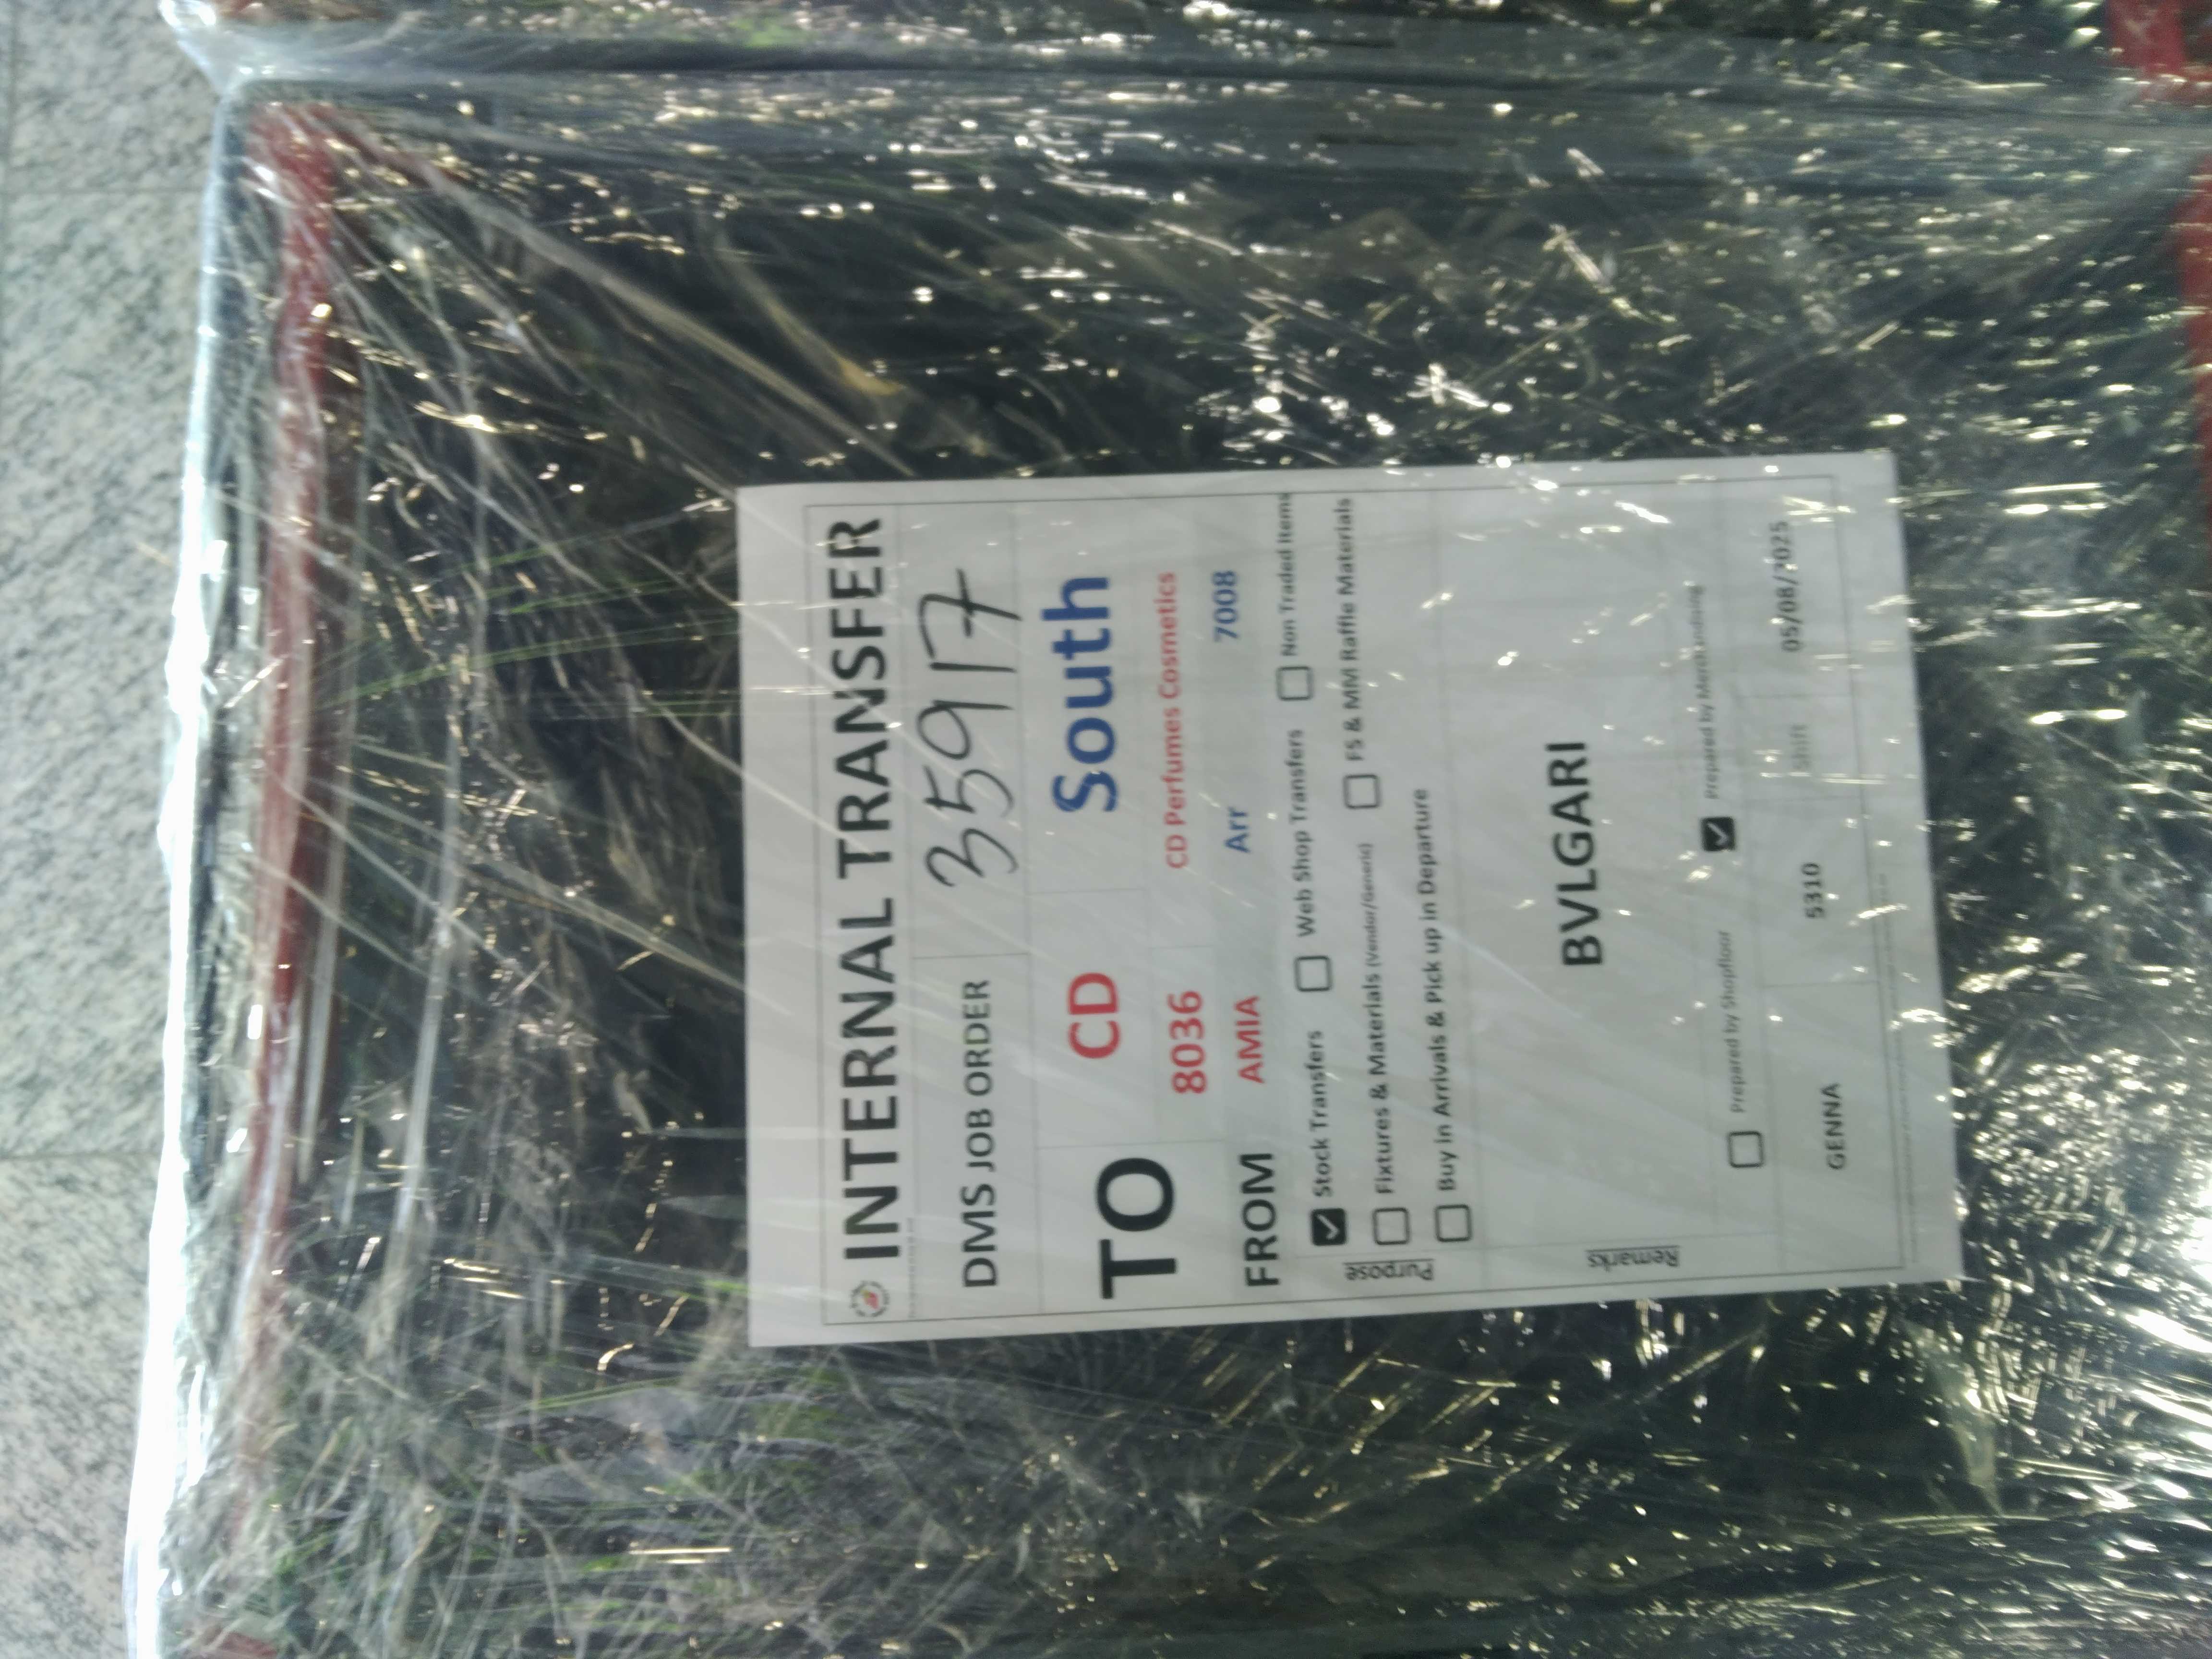 INTERNAL TRANSFER
DMS JOB ORDER 35917
TO CD South
8036 CD Perfumes Cosmetics
FROM AMIA Arr 7008
Purpose
Stock Transfers Web Shop Transfers Non Traded Items
Fixtures & Materials (Vendor/Generic) FS & MM Raffle Materials
Buy in Arrivals & Pick up in Departure
Remarks
BVLGARI
Prepared by Shopfloor Prepared by Merchandising
GENNA 5310 Shift 05/08/2025